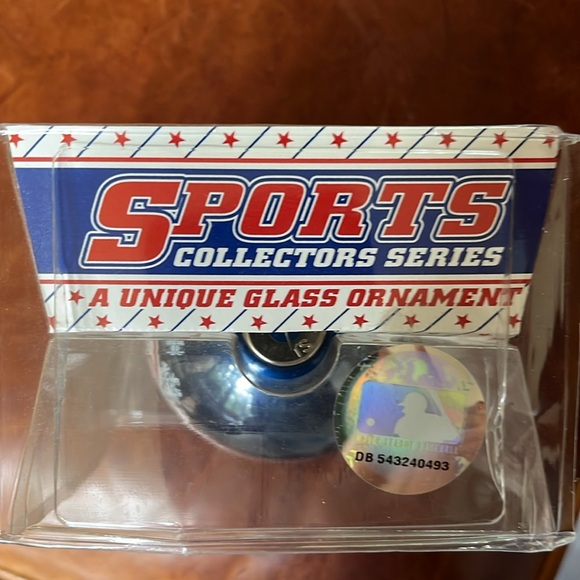 SPORTS
COLLECTORS SERIES
A UNIQUE GLASS ORNAMENT
DB 543240493